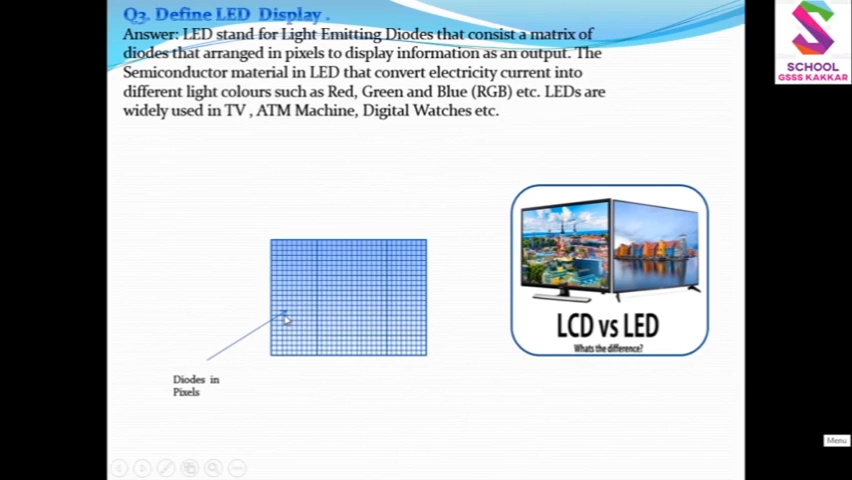 Q3. Define LED Display .
Answer: LED stand for Light Emitting Diodes that consist a matrix of
diodes that arranged in pixels to display information as an output. The
Semiconductor material in LED that convert electricity current into
different light colours such as Red, Green and Blue (RGB) etc. LEDs are
widely used in TV , ATM Machine, Digital Watches etc.
SCHOOL
GSSS KAKKAR
LCD vs LED
Whats the difference?
Diodes in
Pixels
Menu